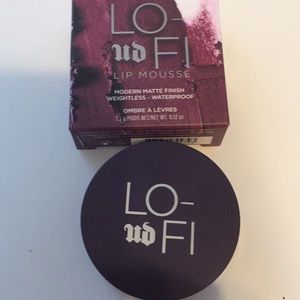 LO-
ud FI
LIP MOUSSE
MODERN MATTE FINISH
WEIGHTLESS - WATERPROOF
OMBRE À LÈVRES
3,5 g POIDS NET/NET WT. 0.12 oz
LO-
ud FI